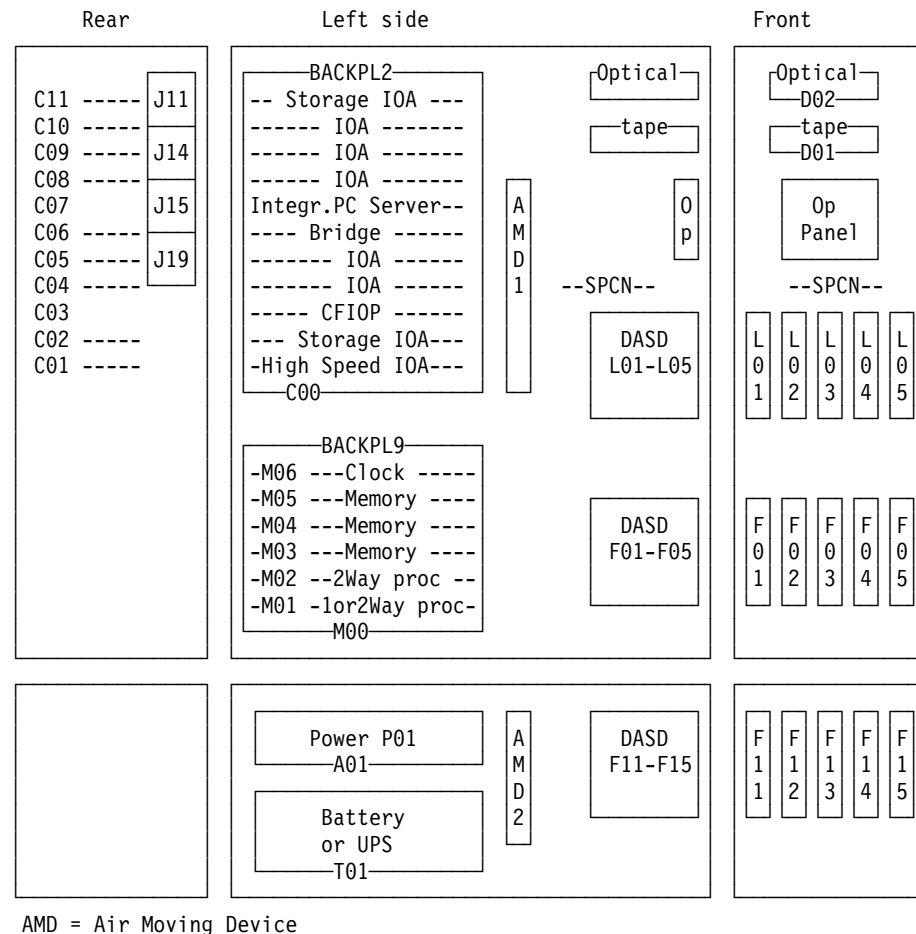 Rear Left side Front
BACKPL2 Optical Optical
C11 ----- J11 -- Storage IOA --- D02
C10 ----- ------ IOA ------- tape tape
C09 ----- J14 ------ IOA ------- D01
C08 ----- ------ IOA -------
C07 J15 Integr.PC Server-- A O Op
C06 ----- ---- Bridge ------ M p Panel
C05 ----- J19 ------- IOA ------ D
C04 ----- ------- IOA ------ 1 --SPCN-- --SPCN--
C03 ----- CFIOP ------
C02 ----- --- Storage IOA--- DASD L L L L L
C01 ----- -High Speed IOA--- L01-L05 0 0 0 0 0
C00 1 2 3 4 5
BACKPL9
-M06 ---Clock -----
-M05 ---Memory ----
-M04 ---Memory ---- DASD F F F F F
-M03 ---Memory ---- F01-F05 0 0 0 0 0
-M02 --2Way proc -- 1 2 3 4 5
-M01 -1or2Way proc-
M00
Power P01 A DASD F F F F F
A01 M F11-F15 1 1 1 1 1
D 1 2 3 4 5
Battery 2
or UPS
T01
AMD = Air Moving Device